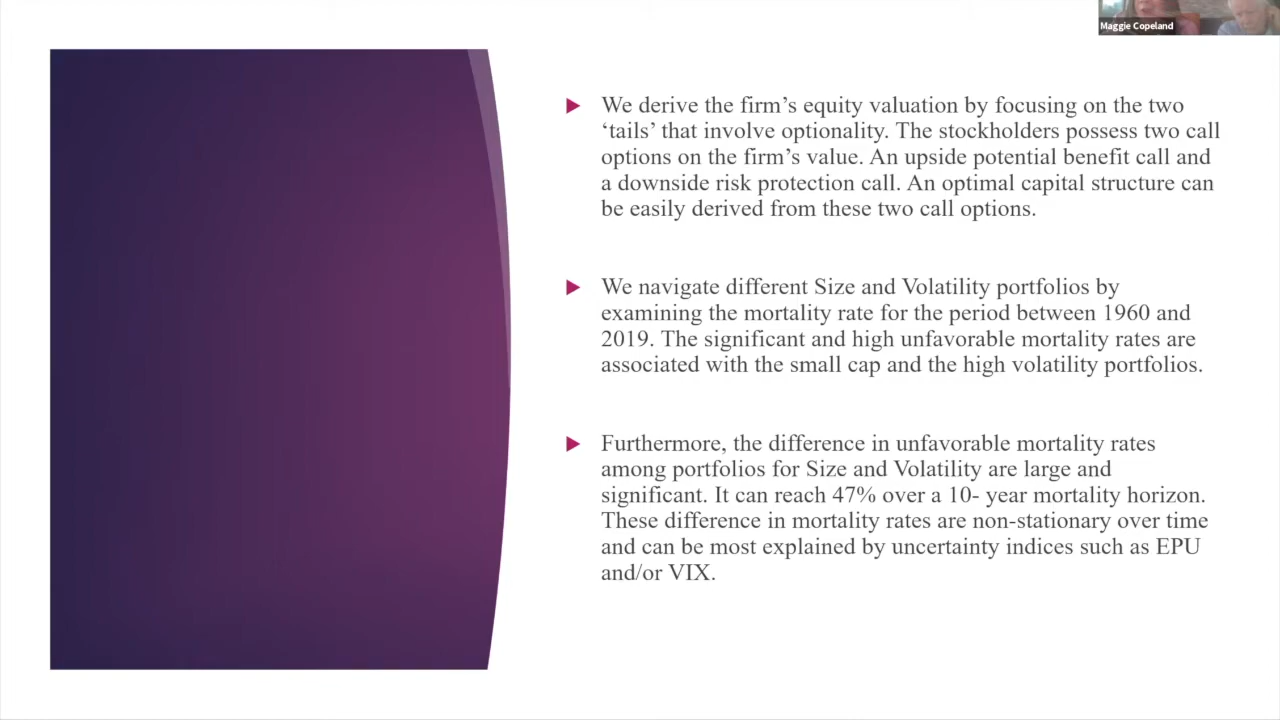 Maggie Copeland
We derive the firm’s equity valuation by focusing on the two
‘tails’ that involve optionality. The stockholders possess two call
options on the firm’s value. An upside potential benefit call and
a downside risk protection call. An optimal capital structure can
be easily derived from these two call options.
We navigate different Size and Volatility portfolios by
examining the mortality rate for the period between 1960 and
2019. The significant and high unfavorable mortality rates are
associated with the small cap and the high volatility portfolios.
Furthermore, the difference in unfavorable mortality rates
among portfolios for Size and Volatility are large and
significant. It can reach 47% over a 10- year mortality horizon.
These difference in mortality rates are non-stationary over time
and can be most explained by uncertainty indices such as EPU
and/or VIX.